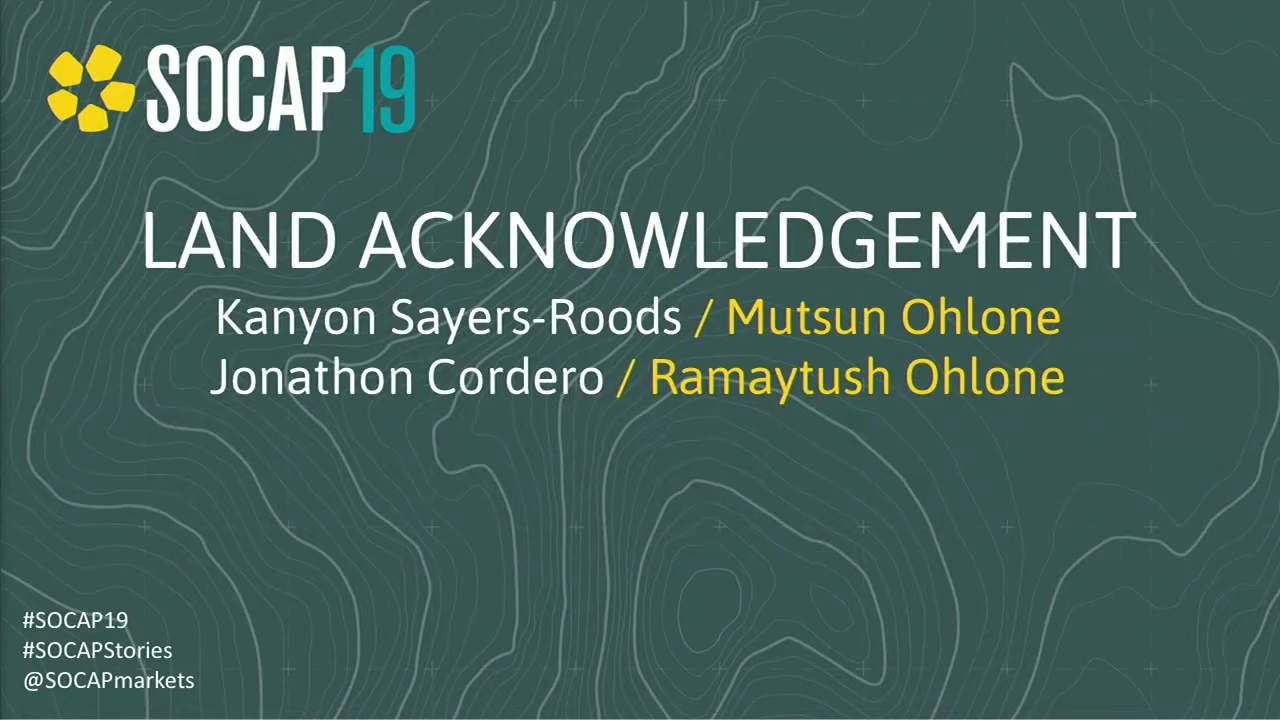 SOCAP19
LAND ACKNOWLEDGEMENT
Kanyon Sayers-Roods / Mutsun Ohlone
Jonathon Cordero / Ramaytush Ohlone
#SOCAP19
#SOCAPStories
@SOCAPmarkets